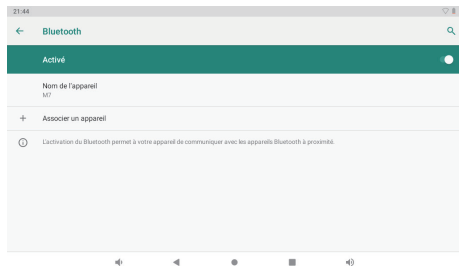 21:44
Bluetooth
Activé
Nom de l'appareil
M7
Associer un appareil
L'activation du Bluetooth permet à votre appareil de communiquer avec les appareils Bluetooth à proximité.